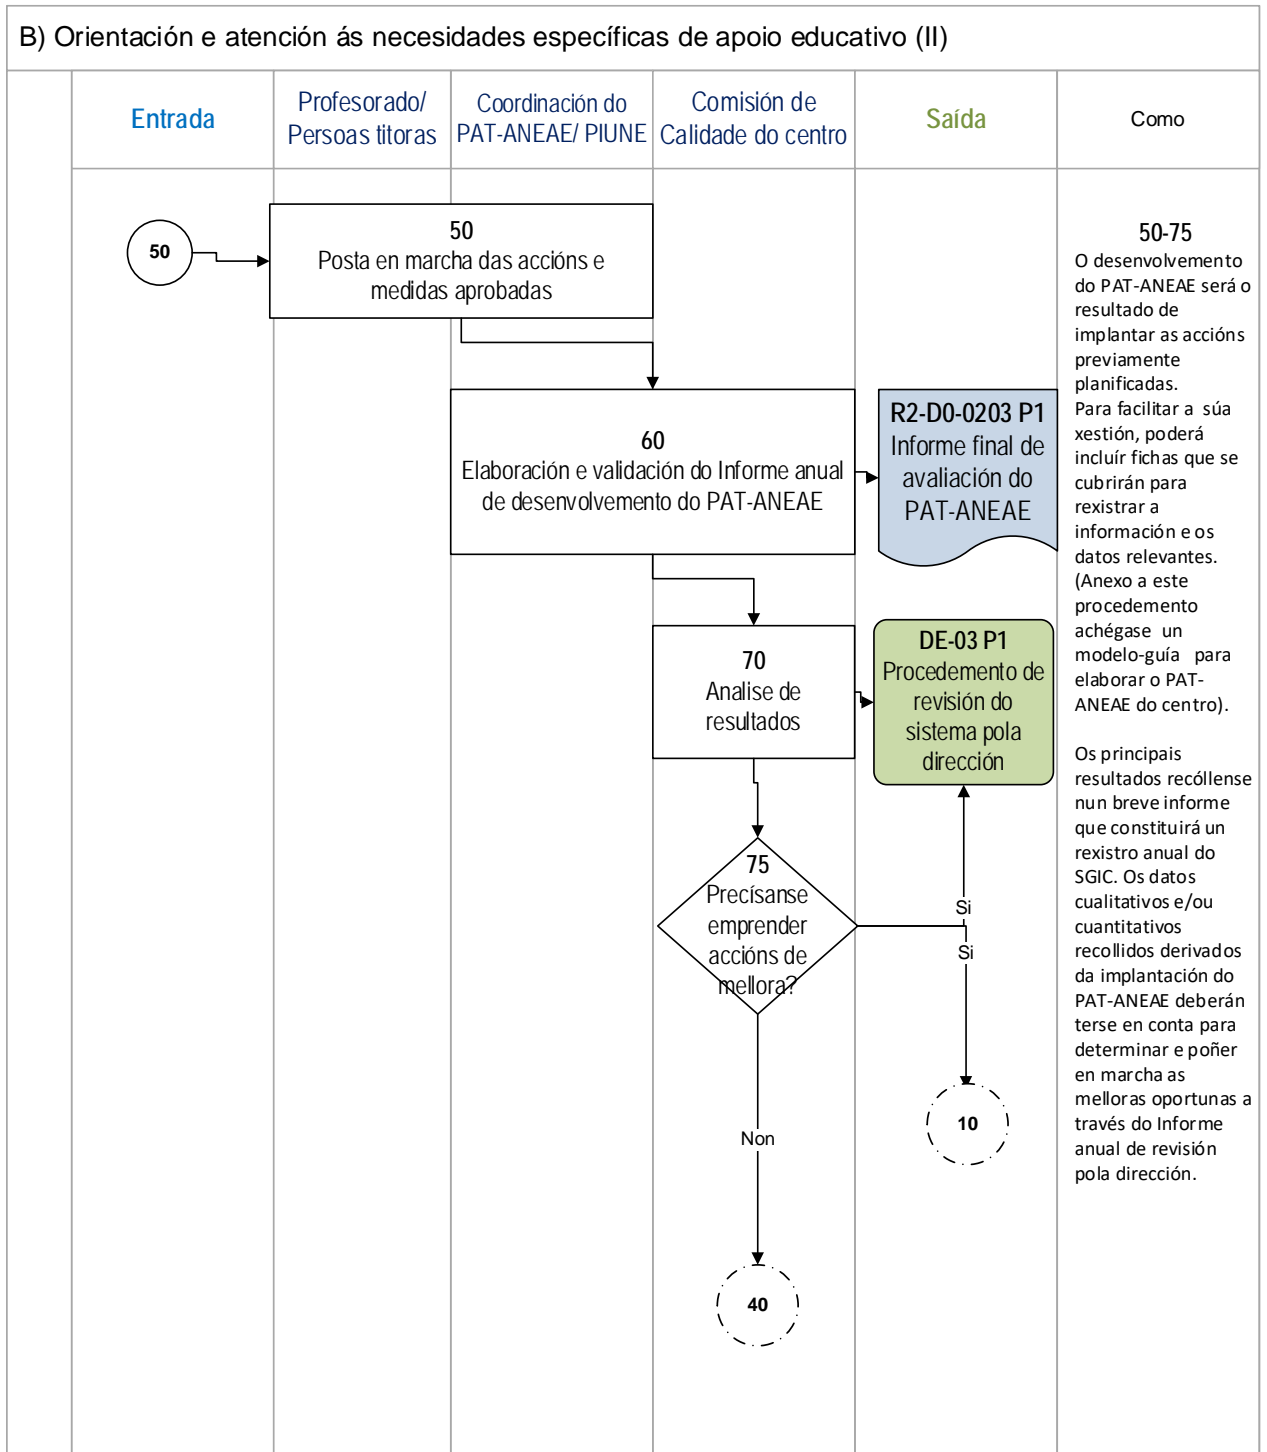 B) Orientación e atención ás necesidades específicas de apoio educativo (II)
Entrada
Profesorado/
Persoas titoras
Coordinación do
PAT-ANEAE/ PIUNE
Comisión de
Calidade do centro
Saída
Como
50
50
Posta en marcha das accións e
medidas aprobadas
60
Elaboración e validación do Informe anual
de desenvolvemento do PAT-ANEAE
R2-D0-0203 P1
Informe final de
avaliación do
PAT-ANEAE
70
Analise de
resultados
DE-03 P1
Procedemento de
revisión do
sistema pola
dirección
75
Precísanse
emprender
accións de
mellora?
Si
Si
10
Non
40
50-75
O desenvolvemento
do PAT-ANEAE será o
resultado de
implantar as accións
previamente
planificadas.
Para facilitar a súa
xestión, poderá
incluír fichas que se
cubrirán para
rexistrar a
información e os
datos relevantes.
(Anexo a este
procedemento
achégase un
modelo-guía para
elaborar o PAT-
ANEAE do centro).
Os principais
resultados recóllense
nun breve informe
que constituirá un
rexistro anual do
SGIC. Os datos
cualitativos e/ou
cuantitativos
recollidos derivados
da implantación do
PAT-ANEAE deberán
terse en conta para
determinar e poñer
en marcha as
melloras oportunas a
través do Informe
anual de revisión
pola dirección.